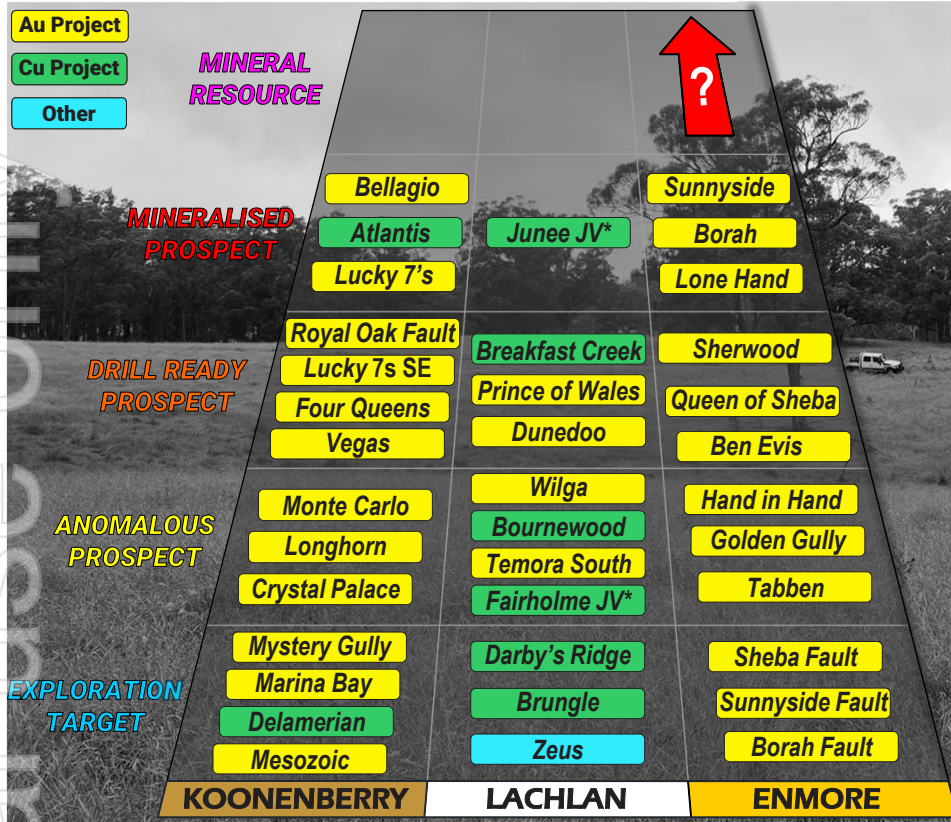 Au Project
Cu Project
Other
MINERAL
RESOURCE
?
MINERALISED
PROSPECT
Bellagio
Atlantis
Lucky 7's
Junee JV*
Sunnyside
Borah
Lone Hand
DRILL READY
PROSPECT
Royal Oak Fault
Lucky 7s SE
Four Queens
Vegas
Breakfast Creek
Prince of Wales
Dunedoo
Sherwood
Queen of Sheba
Ben Evis
ANOMALOUS
PROSPECT
Monte Carlo
Longhorn
Crystal Palace
Wilga
Bournewood
Temora South
Fairholme JV*
Hand in Hand
Golden Gully
Tabben
EXPLORATION
TARGET
Mystery Gully
Marina Bay
Delamerian
Mesozoic
Darby's Ridge
Brungle
Zeus
Sheba Fault
Sunnyside Fault
Borah Fault
KOONENBERRY
LACHLAN
ENMORE